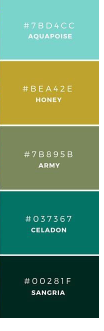 #78D4CC
AQUAPOISE
#BEA42E
HONEY
#7B895B
ARMY
#037367
CELADON
#00281F
SANGRIA